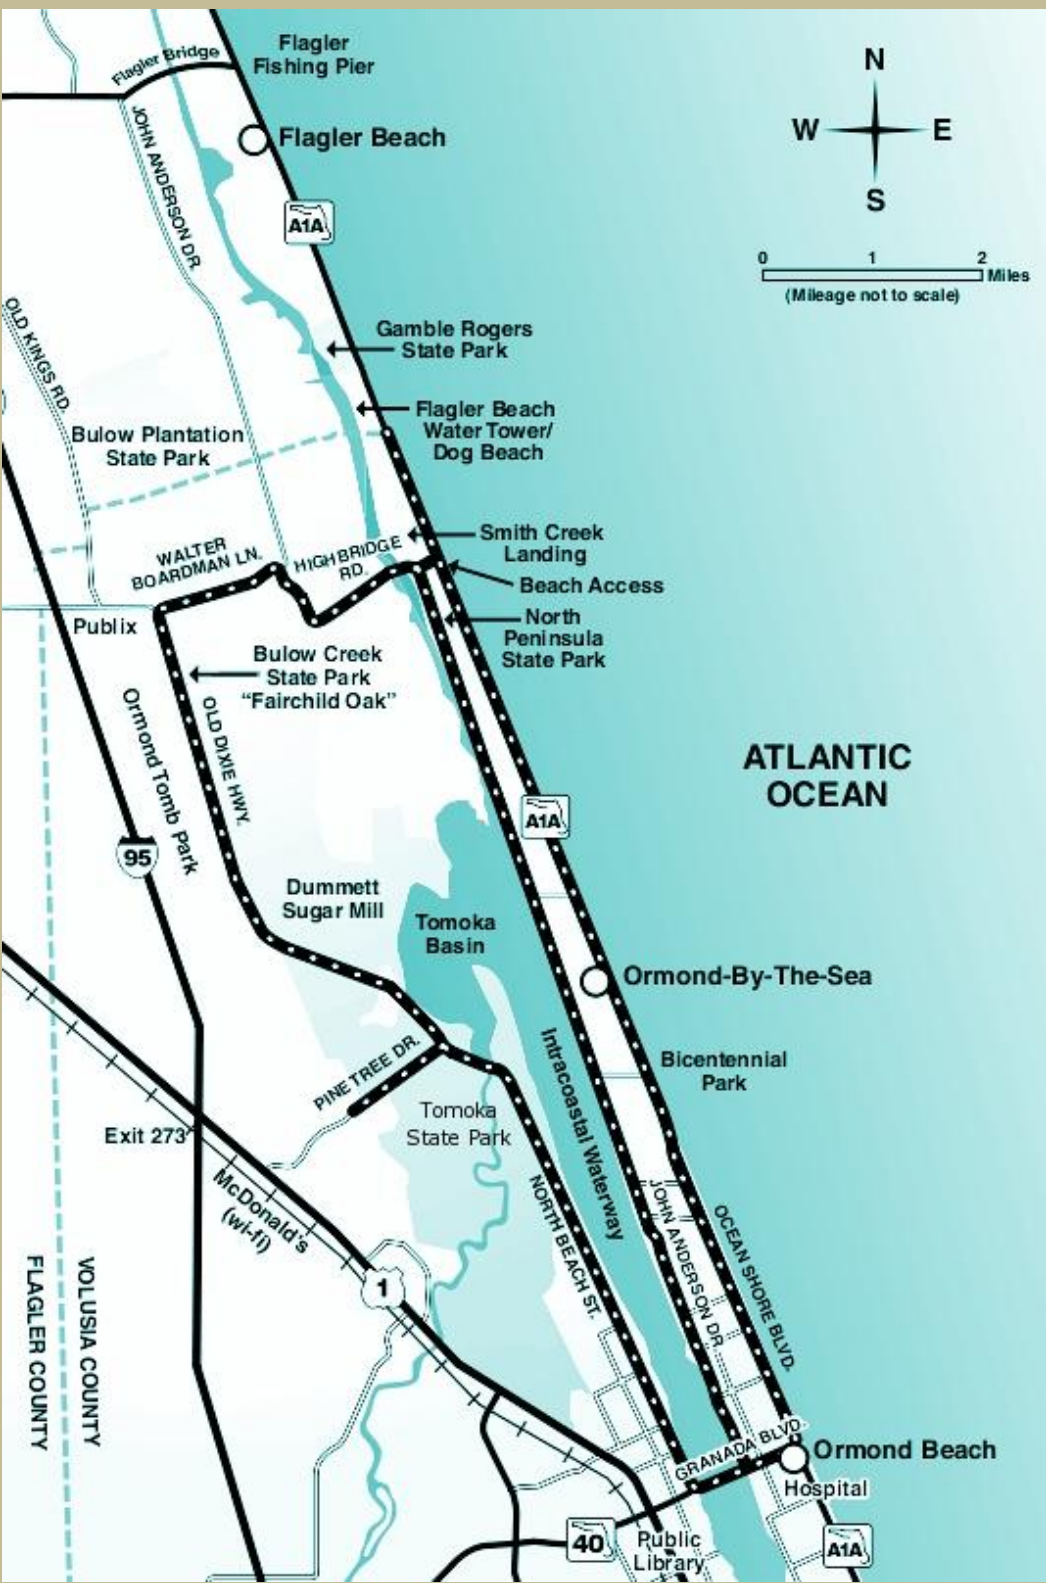 Flagler
Fishing Pier
Flagler Bridge
N
W
E
S
Flagler Beach
JOHN ANDERSON DR.
A1A
0 1 2
Miles
(Mileage not to scale)
OLD KINGS RD.
Gamble Rogers
State Park
Flagler Beach
Water Tower/
Dog Beach
Bulow Plantation
State Park
Smith Creek
Landing
WALTER
BOARDMAN LN.
HIGHBRIDGE
RD.
Beach Access
Publix
North
Peninsula
State Park
Bulow Creek
State Park
“Fairchild Oak”
Ormond Tomb Park
OLD DIXIE HWY.
ATLANTIC
OCEAN
A1A
95
Dummett
Sugar Mill
Tomoka
Basin
Ormond-By-The-Sea
Intracoastal Waterway
Bicentennial
Park
PINE TREE DR.
Tomoka
State Park
Exit 273
McDonald's
(wi-fi)
NORTH BEACH ST.
JOHN ANDERSON DR
OCEAN SHORE BLVD.
FLAGLER COUNTY
VOLUSIA COUNTY
1
GRANADA BLVD.
Ormond Beach
Hospital
40
Public
Library
A1A